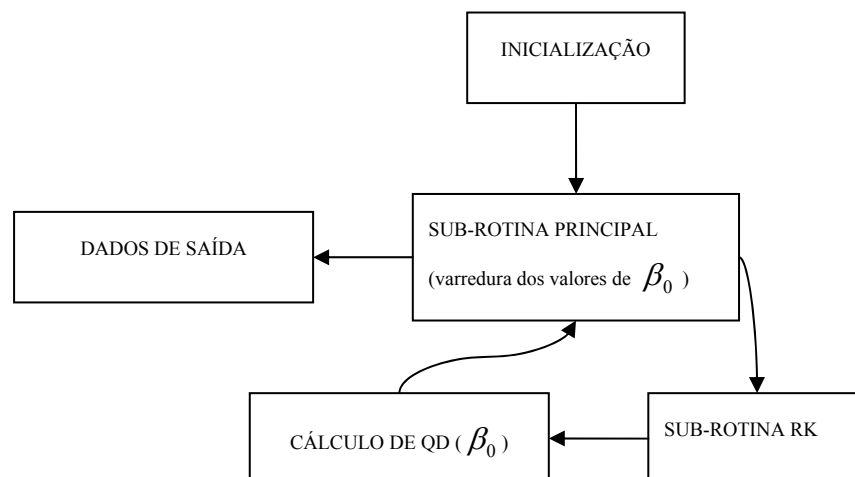 INICIALIZAÇÃO
SUB-ROTINA PRINCIPAL
(varredura dos valores de β₀ )
DADOS DE SAÍDA
CÁLCULO DE QD ( β₀ )
SUB-ROTINA RK